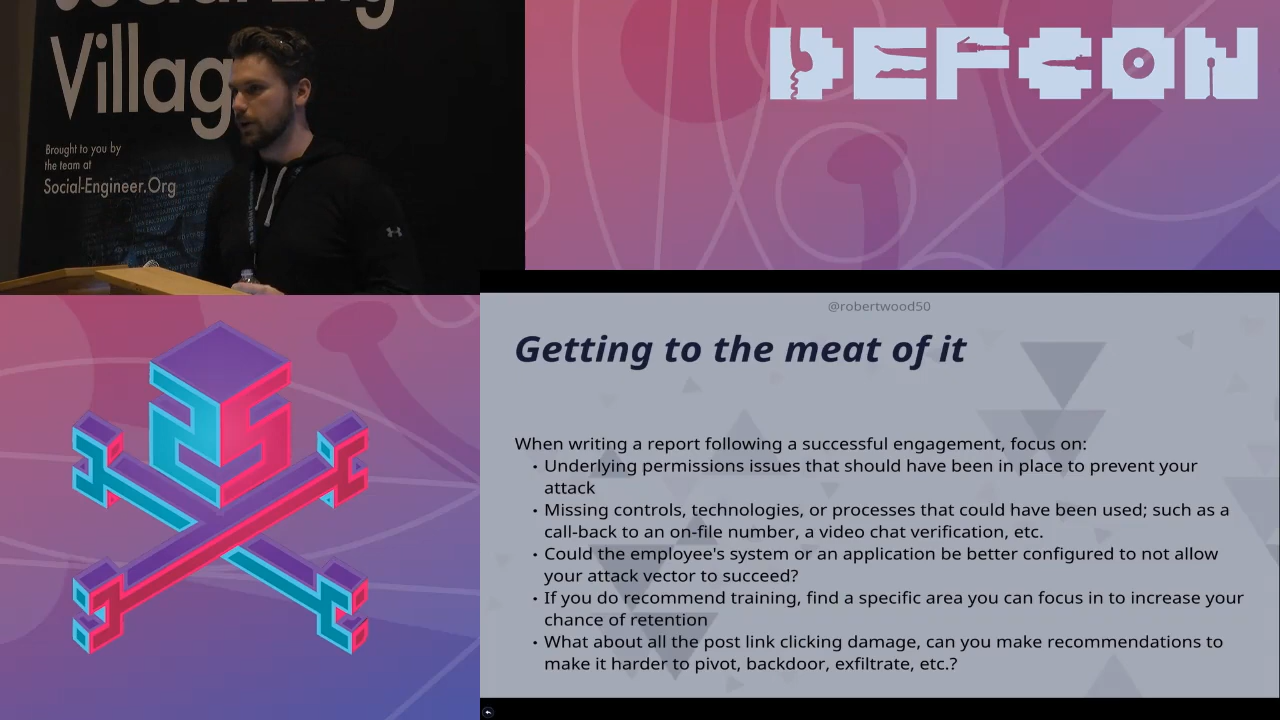 Social-Eng
Village
Brought to you by
the team at
Social-Engineer.Org
DEFCON
@robertwood50
Getting to the meat of it
When writing a report following a successful engagement, focus on:
• Underlying permissions issues that should have been in place to prevent your
attack
• Missing controls, technologies, or processes that could have been used; such as a
call-back to an on-file number, a video chat verification, etc.
• Could the employee's system or an application be better configured to not allow
your attack vector to succeed?
• If you do recommend training, find a specific area you can focus in to increase your
chance of retention
• What about all the post link clicking damage, can you make recommendations to
make it harder to pivot, backdoor, exfiltrate, etc.?